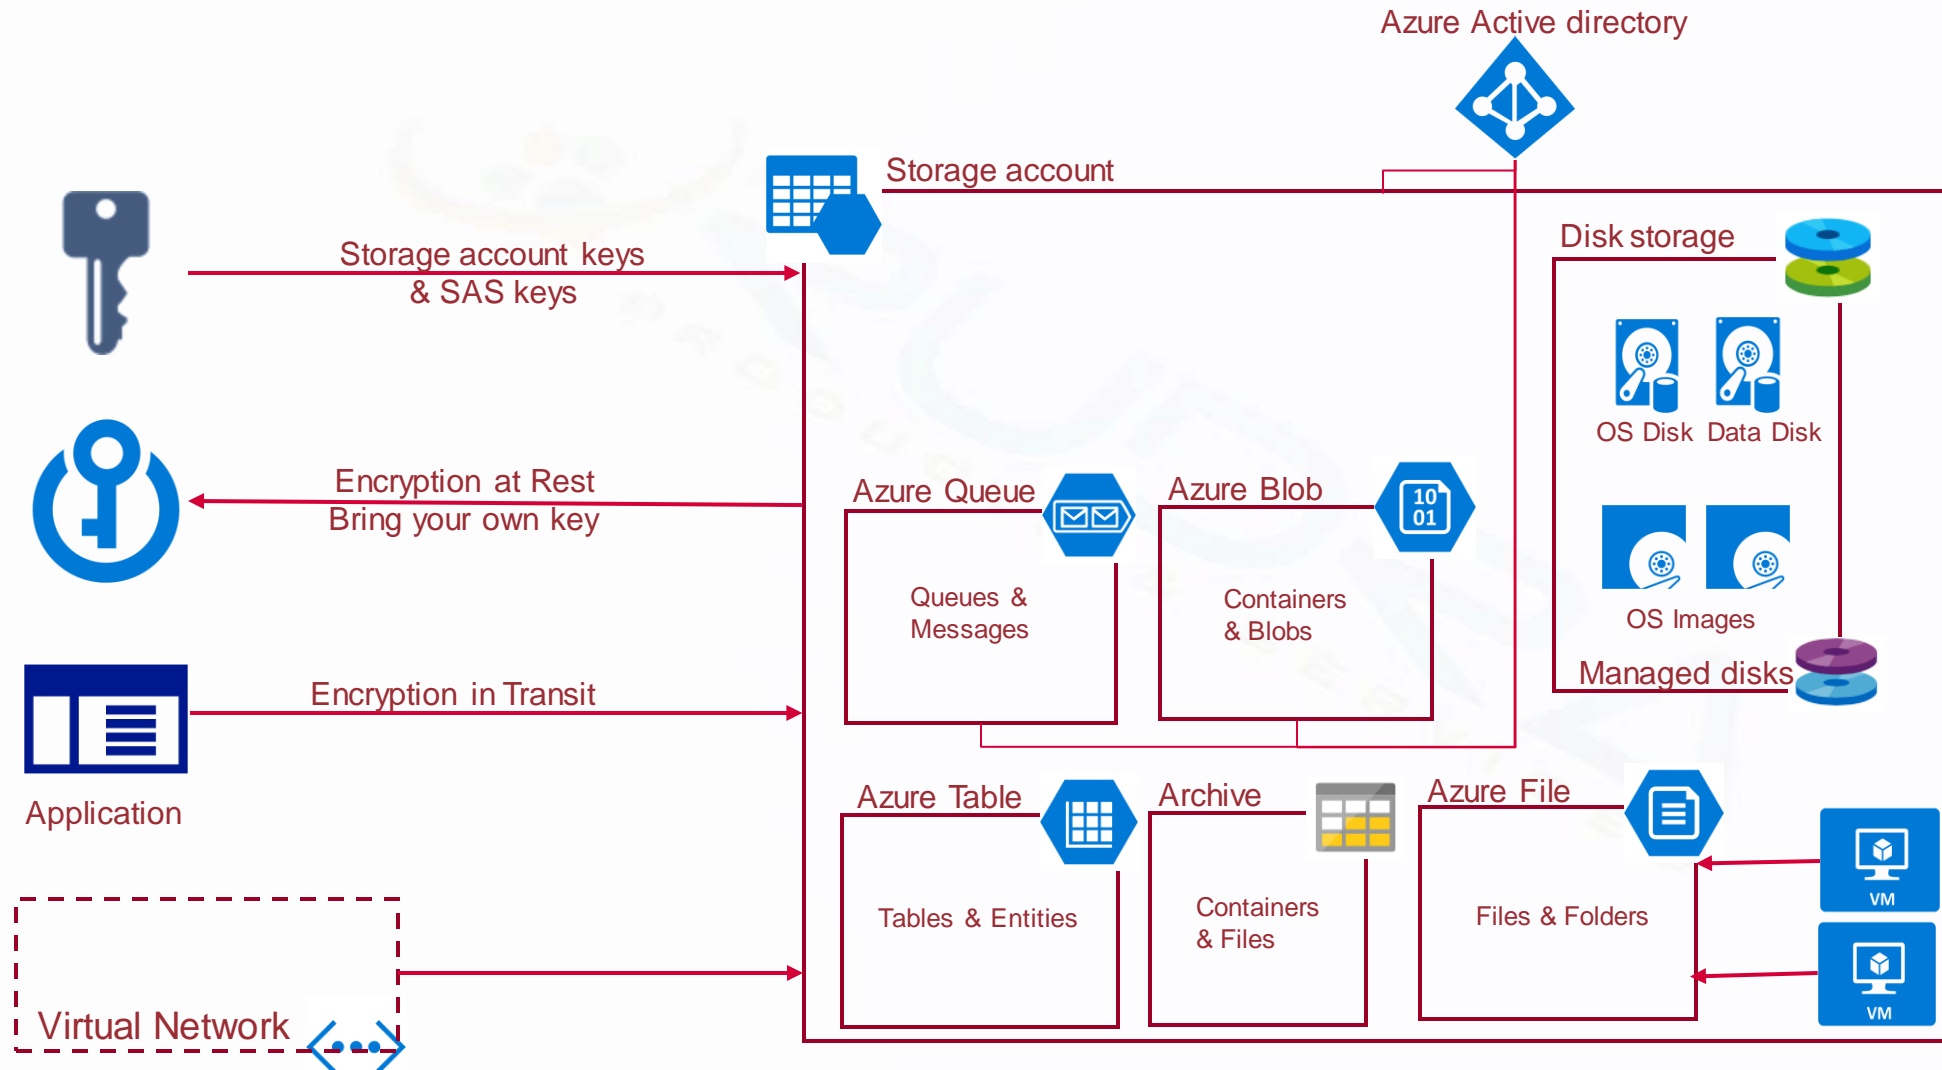 Azure Active directory
Storage account
Storage account keys
& SAS keys
Disk storage
OS Disk Data Disk
Encryption at Rest
Bring your own key
Azure Queue
Azure Blob
10
01
Queues &
Messages
Containers
& Blobs
OS Images
Managed disks
Encryption in Transit
Application
Azure Table
Archive
Azure File
Tables & Entities
Containers
& Files
Files & Folders
VM
VM
Virtual Network